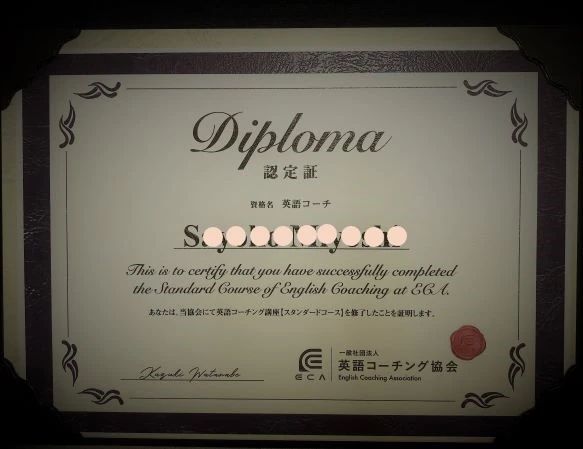 Diploma
認定証
資格名 英語コーチ
This is to certify that you have successfully completed
the Standard Course of English Coaching at ECA.
あなたは、当協会にて英語コーチング講座【スタンダードコース】を修了したことを証明します。
Kazuki Watanabe
ECA
一般社団法人
英語コーチング協会
English Coaching Association